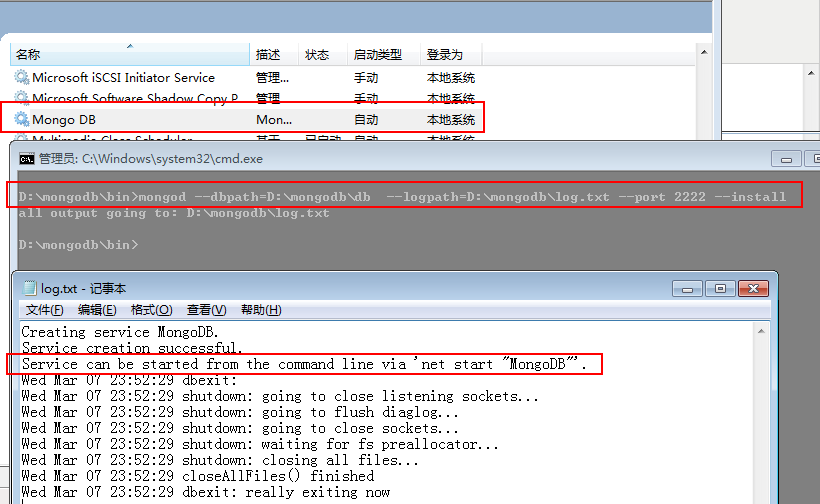 名称 描述 状态 启动类型 登录为
Microsoft iSCSI Initiator Service 管理... 手动 本地系统
Microsoft Software Shadow Copy P 管理 手动 本地系统
Mongo DB Mon... 自动 本地系统
Multimedia Class Scheduler 基于 已启动 自动 本地系统
管理员: C:\Windows\system32\cmd.exe
D:\mongodb\bin>mongod --dbpath=D:\mongodb\db  --logpath=D:\mongodb\log.txt --port 2222 --install
all output going to: D:\mongodb\log.txt
D:\mongodb\bin>
log.txt - 记事本
文件(F) 编辑(E) 格式(O) 查看(V) 帮助(H)
Creating service MongoDB.
Service creation successful.
Service can be started from the command line via 'net start "MongoDB"'.
Wed Mar 07 23:52:29 dbexit:
Wed Mar 07 23:52:29 shutdown: going to close listening sockets...
Wed Mar 07 23:52:29 shutdown: going to flush diaglog...
Wed Mar 07 23:52:29 shutdown: going to close sockets...
Wed Mar 07 23:52:29 shutdown: waiting for fs preallocator...
Wed Mar 07 23:52:29 shutdown: closing all files...
Wed Mar 07 23:52:29 closeAllFiles() finished
Wed Mar 07 23:52:29 dbexit: really exiting now